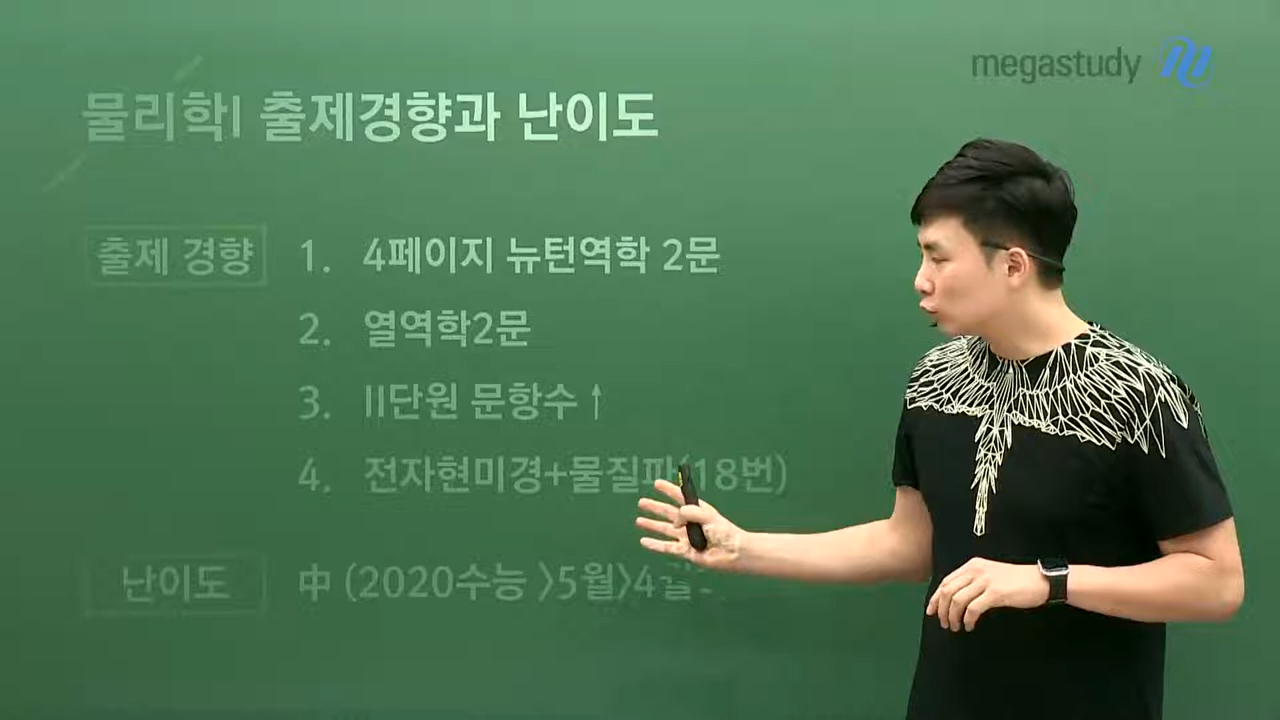 megastudy
물리학I 출제경향과 난이도
출제 경향 1. 4페이지 뉴턴역학 2문
2. 열역학2문
3. II단원 문항수↑
4. 전자현미경+물질파(18번)
난이도 中 (2020수능 〉5월〉4월